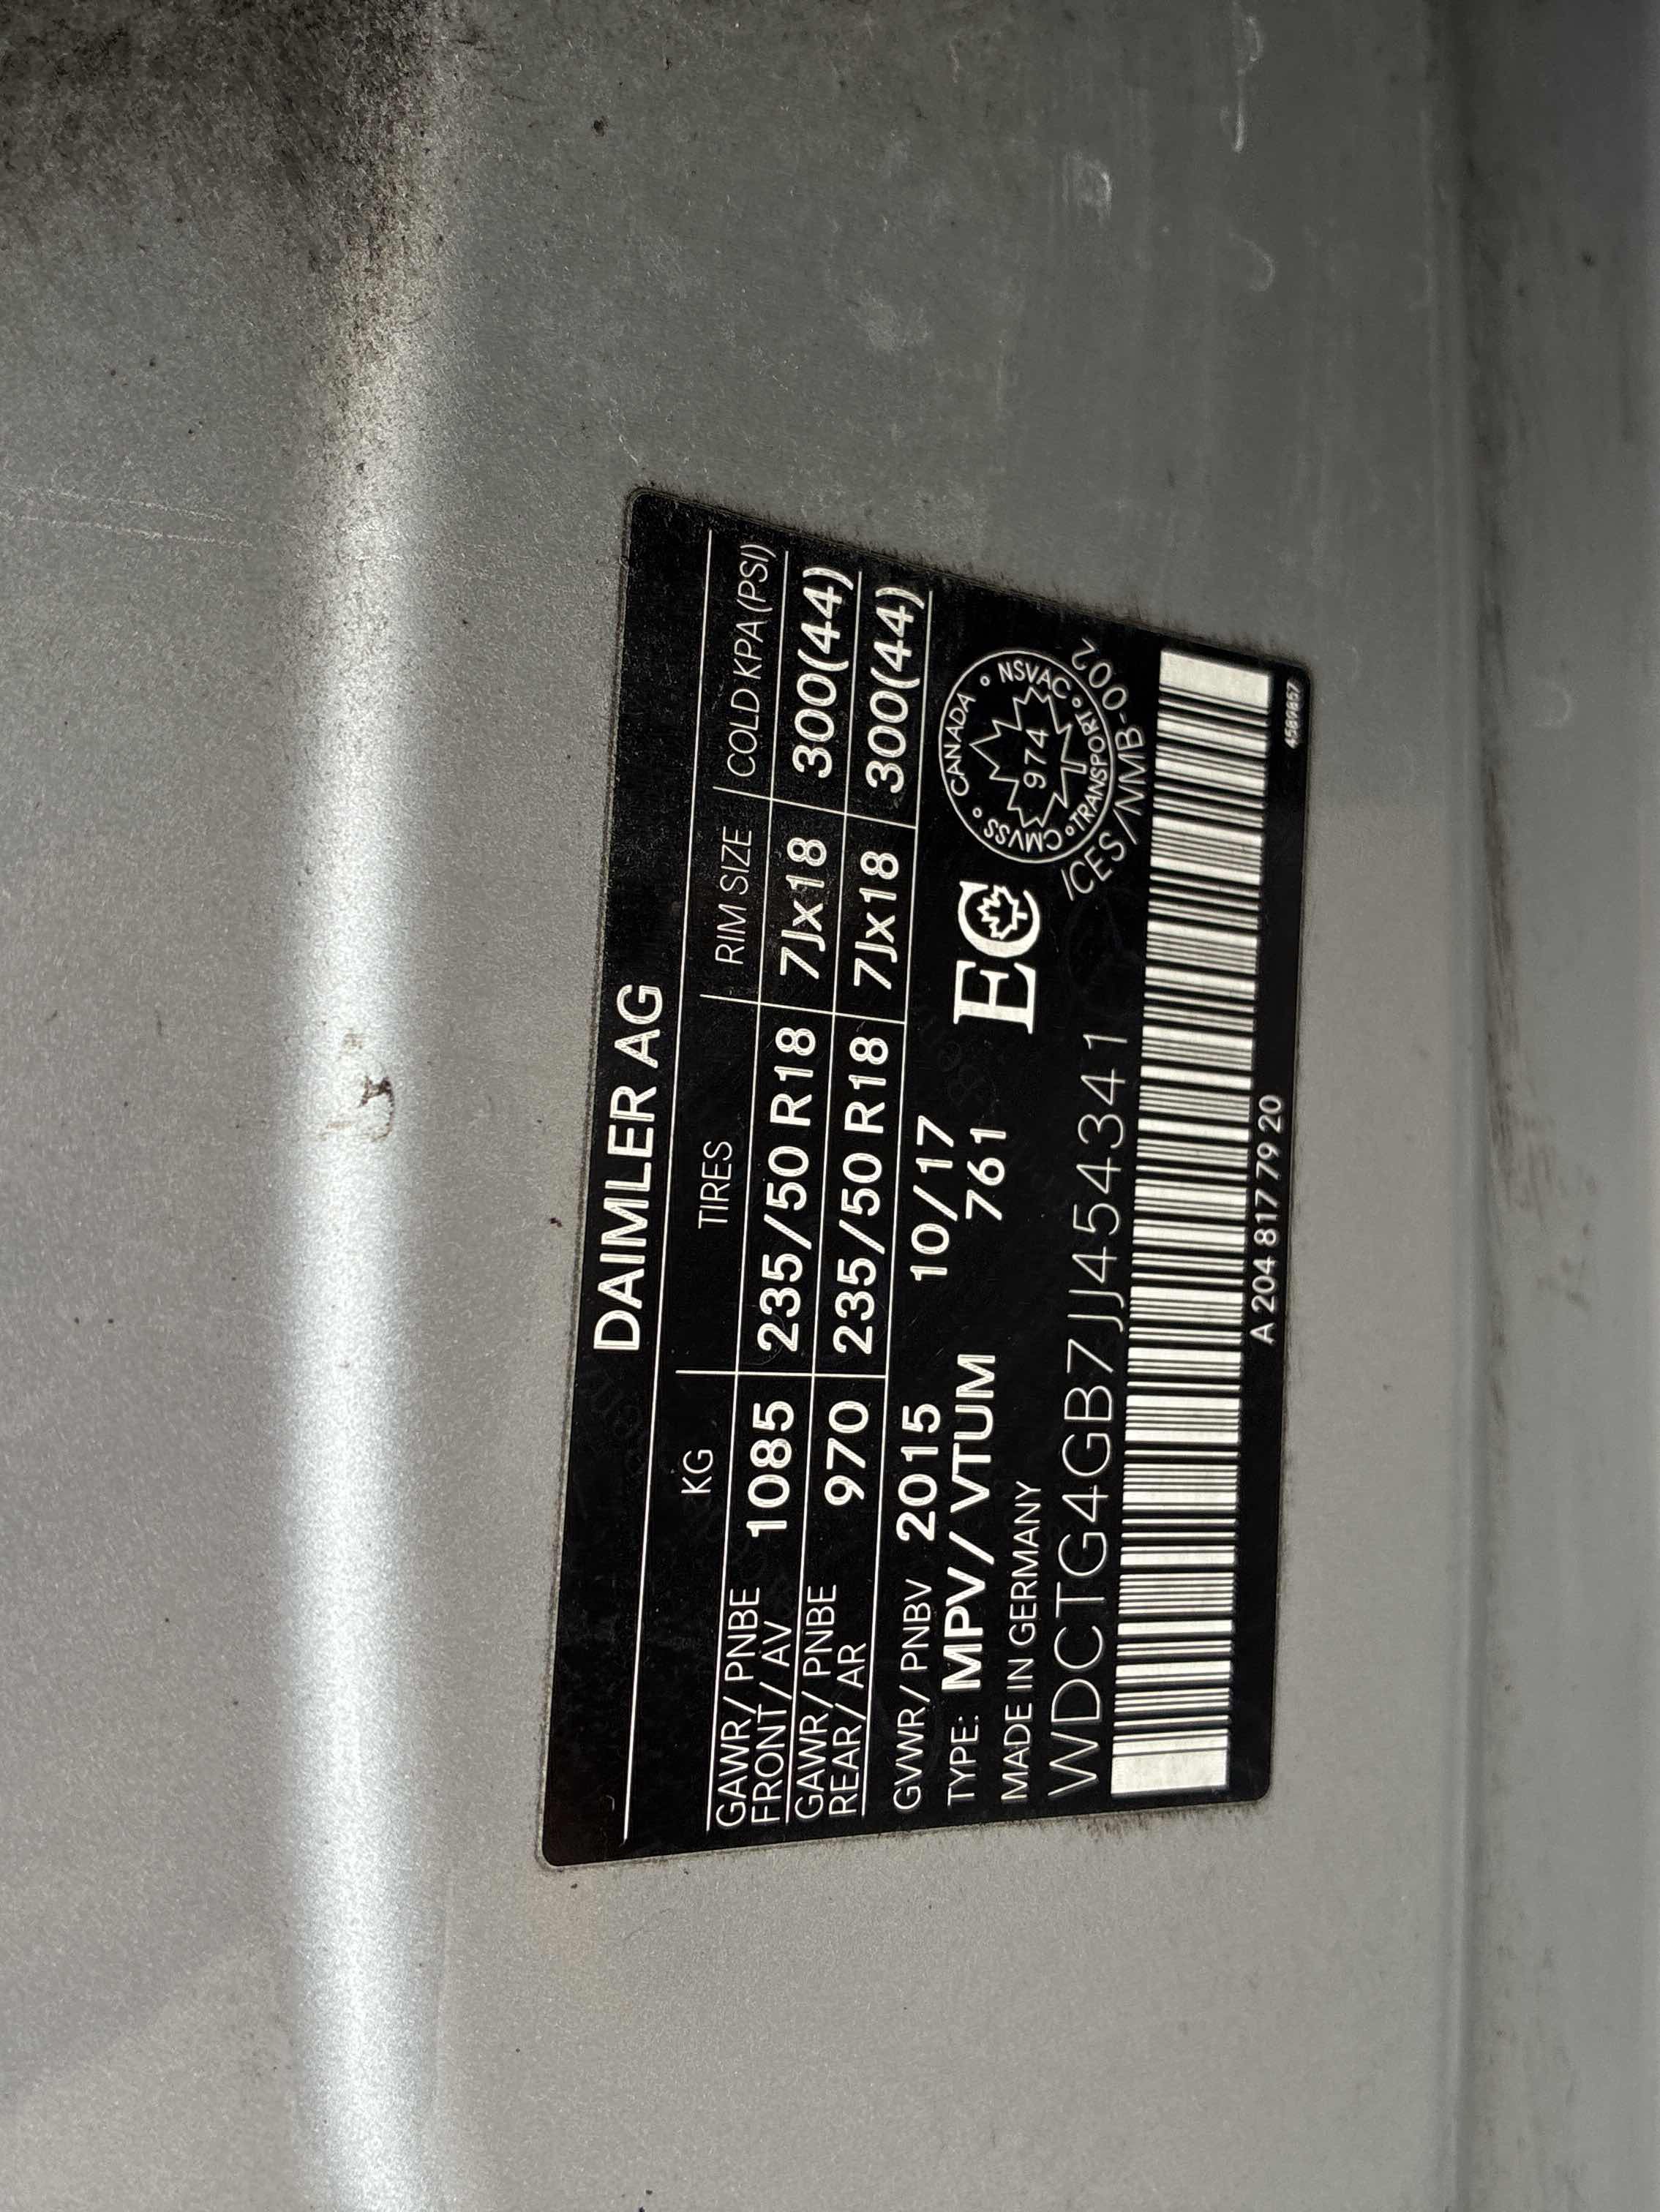 DAIMLER AG
KG TIRES RIM SIZE COLD KPA (PSI)
GAWR/ PNBE
FRONT/ AV 1085 235/50 R18 7Jx18 300(44)
GAWR/ PNBE
REAR/ AR 970 235/50 R18 7Jx18 300(44)
GVWR/ PNBV 2015 10/17
TYPE: MPV/VTUM 761
MADE IN GERMANY
EC
CANADA
NSVAC
TRANSPORT
CMVSS
974
ICES/NMB-002
WDCTG4GB7JJ454341
A 204 817 79 20
4589857